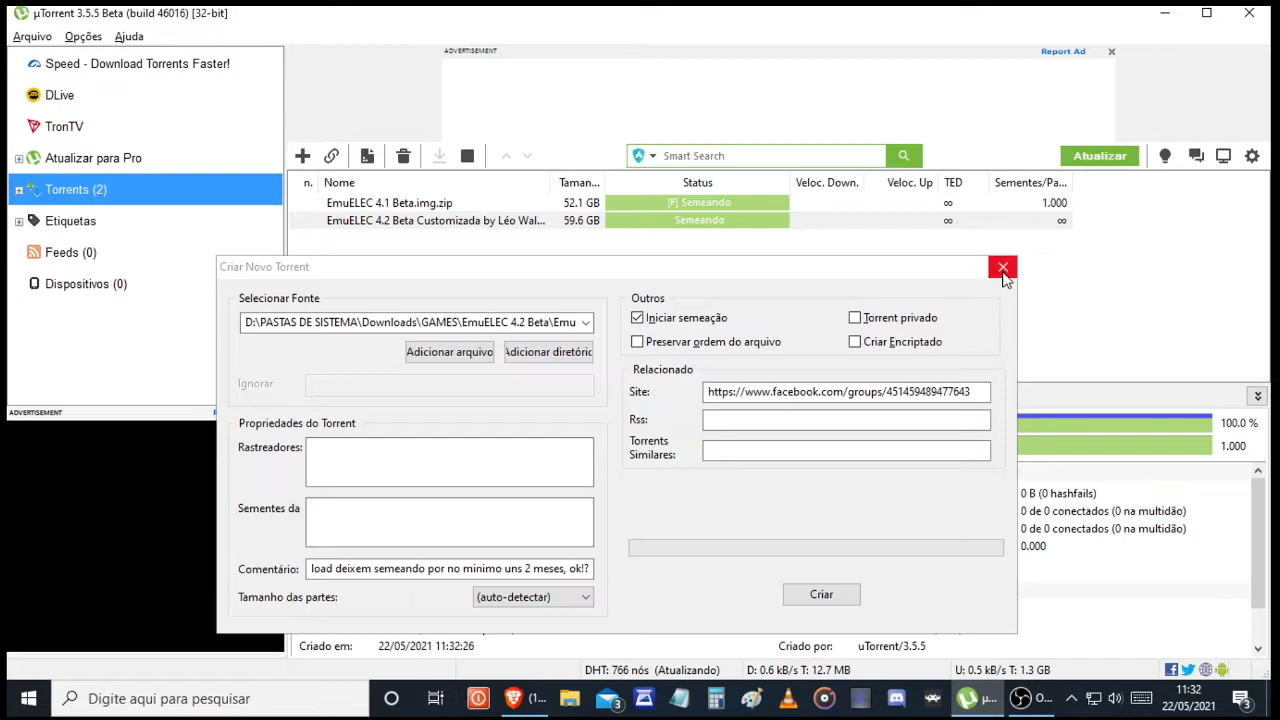 µTorrent 3.5.5 Beta (build 46016) [32-bit]
Arquivo Opções Ajuda
Speed - Download Torrents Faster!
DLive
TronTV
Atualizar para Pro
Torrents (2)
Etiquetas
Feeds (0)
Dispositivos (0)
ADVERTISEMENT
Report Ad
Smart Search
Atualizar
n. Nome Taman... Status Veloc. Down. Veloc. Up TED Sementes/Pa...
EmuELEC 4.1 Beta.img.zip 52.1 GB [F] Semeando ∞ 1.000
EmuELEC 4.2 Beta Customizada by Léo Wal... 59.6 GB Semeando ∞ ∞
Criar Novo Torrent
Selecionar Fonte
D:\PASTAS DE SISTEMA\Downloads\GAMES\EmuELEC 4.2 Beta\Emu
Adicionar arquivo Adicionar diretóric
Ignorar
Propriedades do Torrent
Rastreadores:
Sementes da
Comentário: load deixem semeando por no minimo uns 2 meses, ok!?
Tamanho das partes: (auto-detectar)
Outros
Iniciar semeação Torrent privado
Preservar ordem do arquivo Criar Encriptado
Relacionado
Site: https://www.facebook.com/groups/451459489477643
Rss:
Torrents
Similares:
Criar
ADVERTISEMENT
100.0 %
1.000
0 B (0 hashfails)
0 de 0 conectados (0 na multidão)
0 de 0 conectados (0 na multidão)
0.000
Criado em: 22/05/2021 11:32:26 Criado por: uTorrent/3.5.5
DHT: 766 nós (Atualizando) D: 0.6 kB/s T: 12.7 MB U: 0.5 kB/s T: 1.3 GB
Digite aqui para pesquisar
(1...
3
µ...
O...
11:32
22/05/2021
3